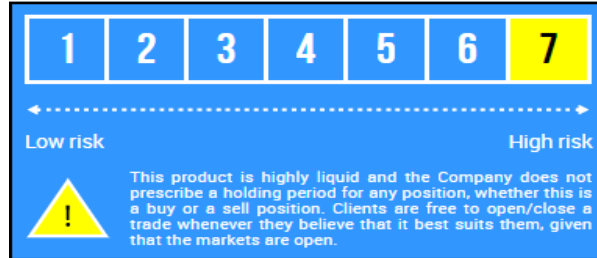 1 2 3 4 5 6 7
Low risk High risk
This product is highly liquid and the Company does not
prescribe a holding period for any position, whether this is
a buy or a sell position. Clients are free to open/close a
trade whenever they believe that it best suits them, given
that the markets are open.
!